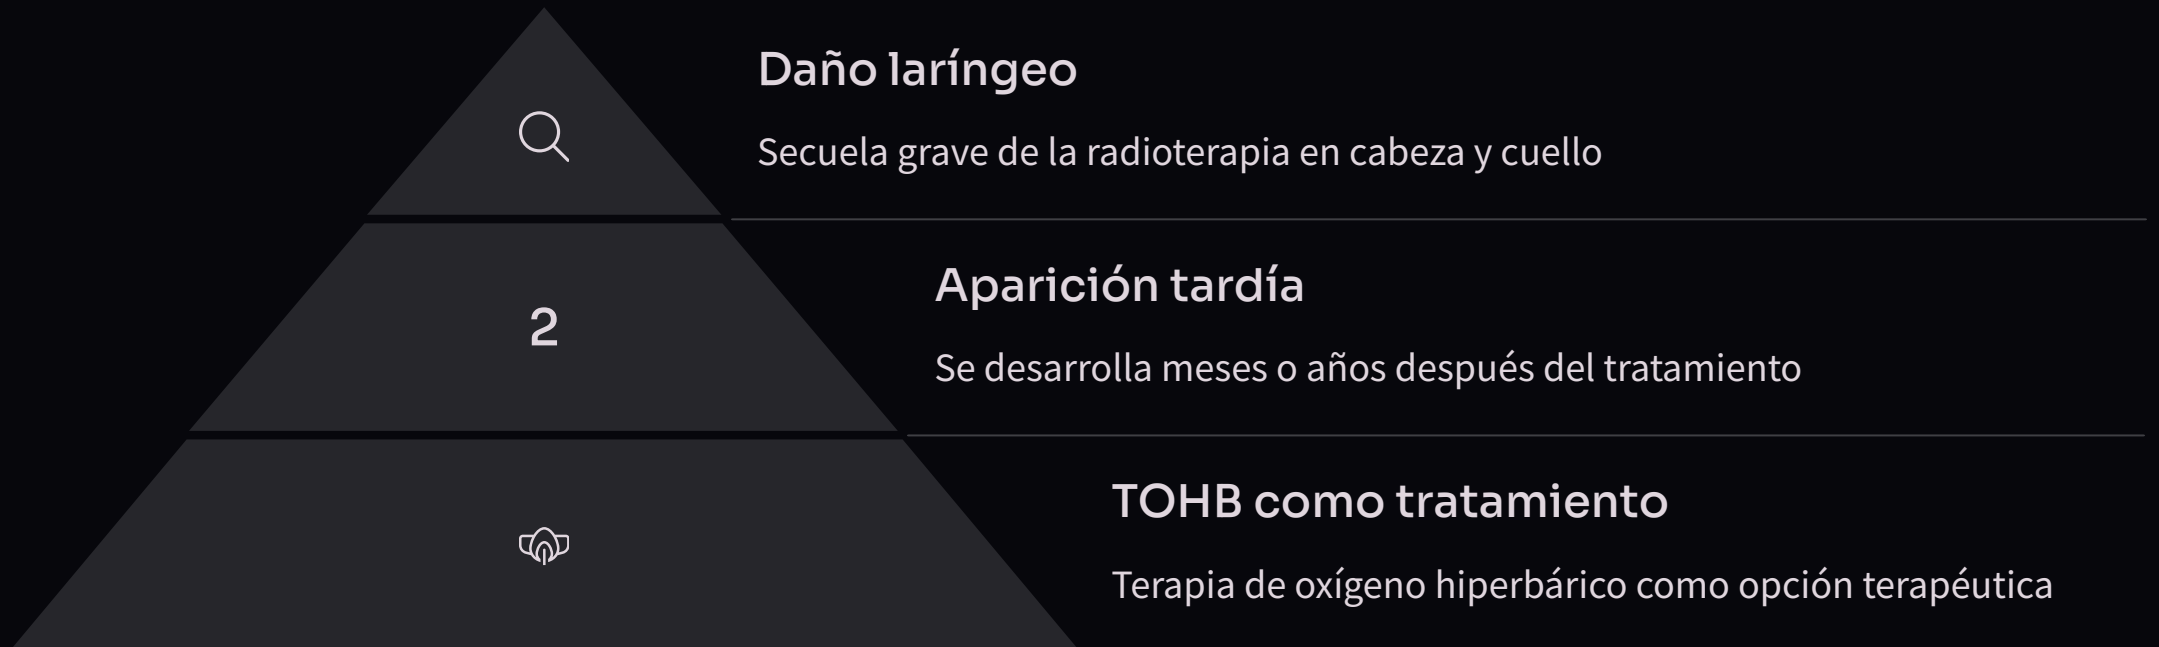 Daño laríngeo
Secuela grave de la radioterapia en cabeza y cuello
2
Aparición tardía
Se desarrolla meses o años después del tratamiento
TOHB como tratamiento
Terapia de oxígeno hiperbárico como opción terapéutica